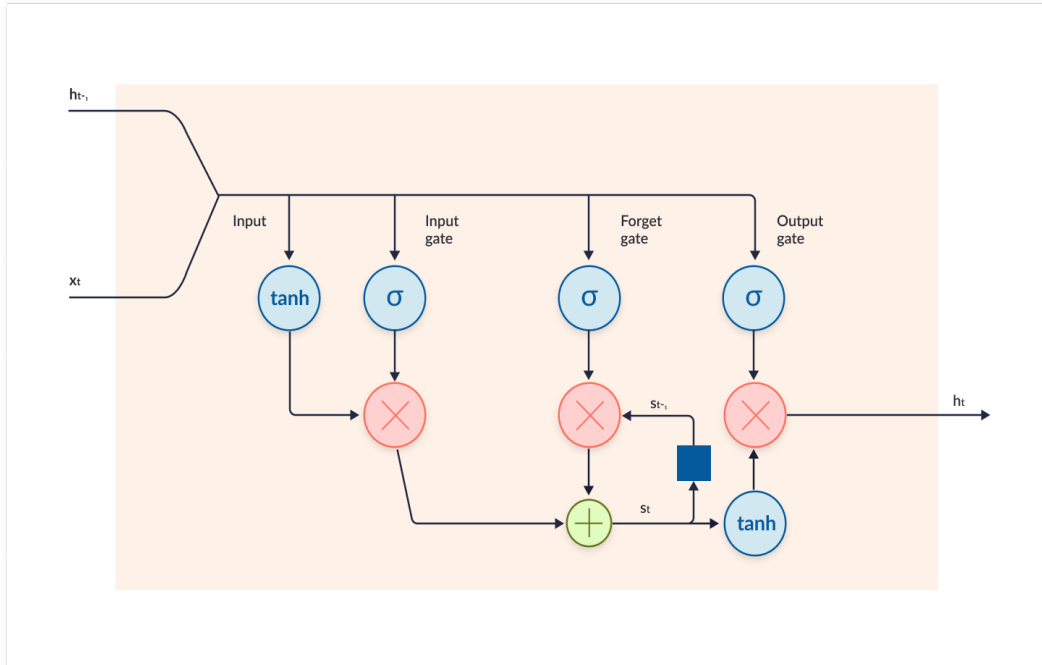 ht-1
Input
Input
gate
Forget
gate
Output
gate
xt
tanh
σ
σ
σ
st-1
ht
st
tanh